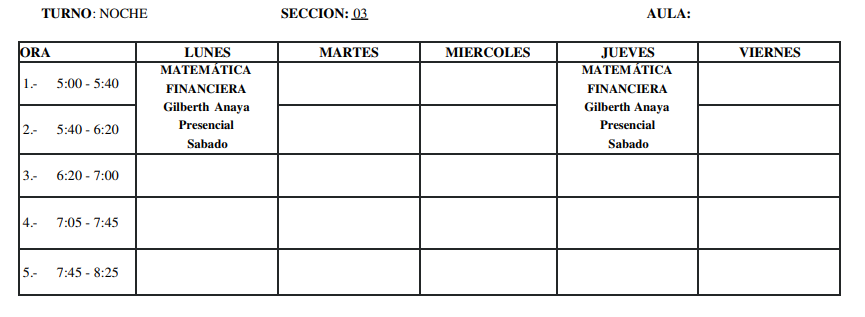 TURNO: NOCHE SECCION: 03 AULA:
ORA LUNES MARTES MIERCOLES JUEVES VIERNES
1.- 5:00 - 5:40
MATEMÁTICA
FINANCIERA
Gilberth Anaya
Presencial
Sabado
MATEMÁTICA
FINANCIERA
Gilberth Anaya
Presencial
Sabado
2.- 5:40 - 6:20
3.- 6:20 - 7:00
4.- 7:05 - 7:45
5.- 7:45 - 8:25